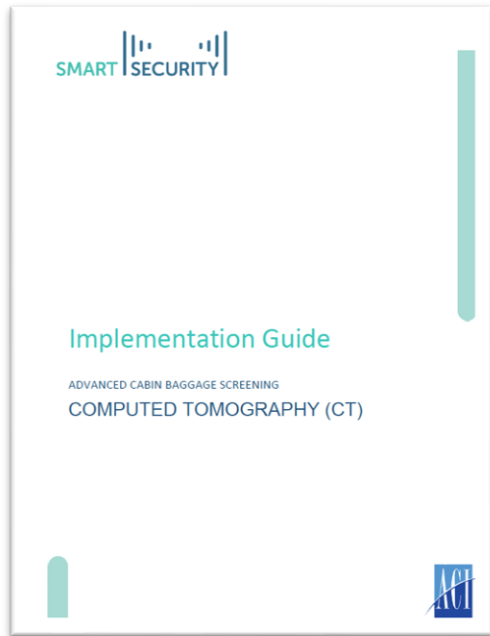 SMART SECURITY
Implementation Guide
ADVANCED CABIN BAGGAGE SCREENING
COMPUTED TOMOGRAPHY (CT)
ACI